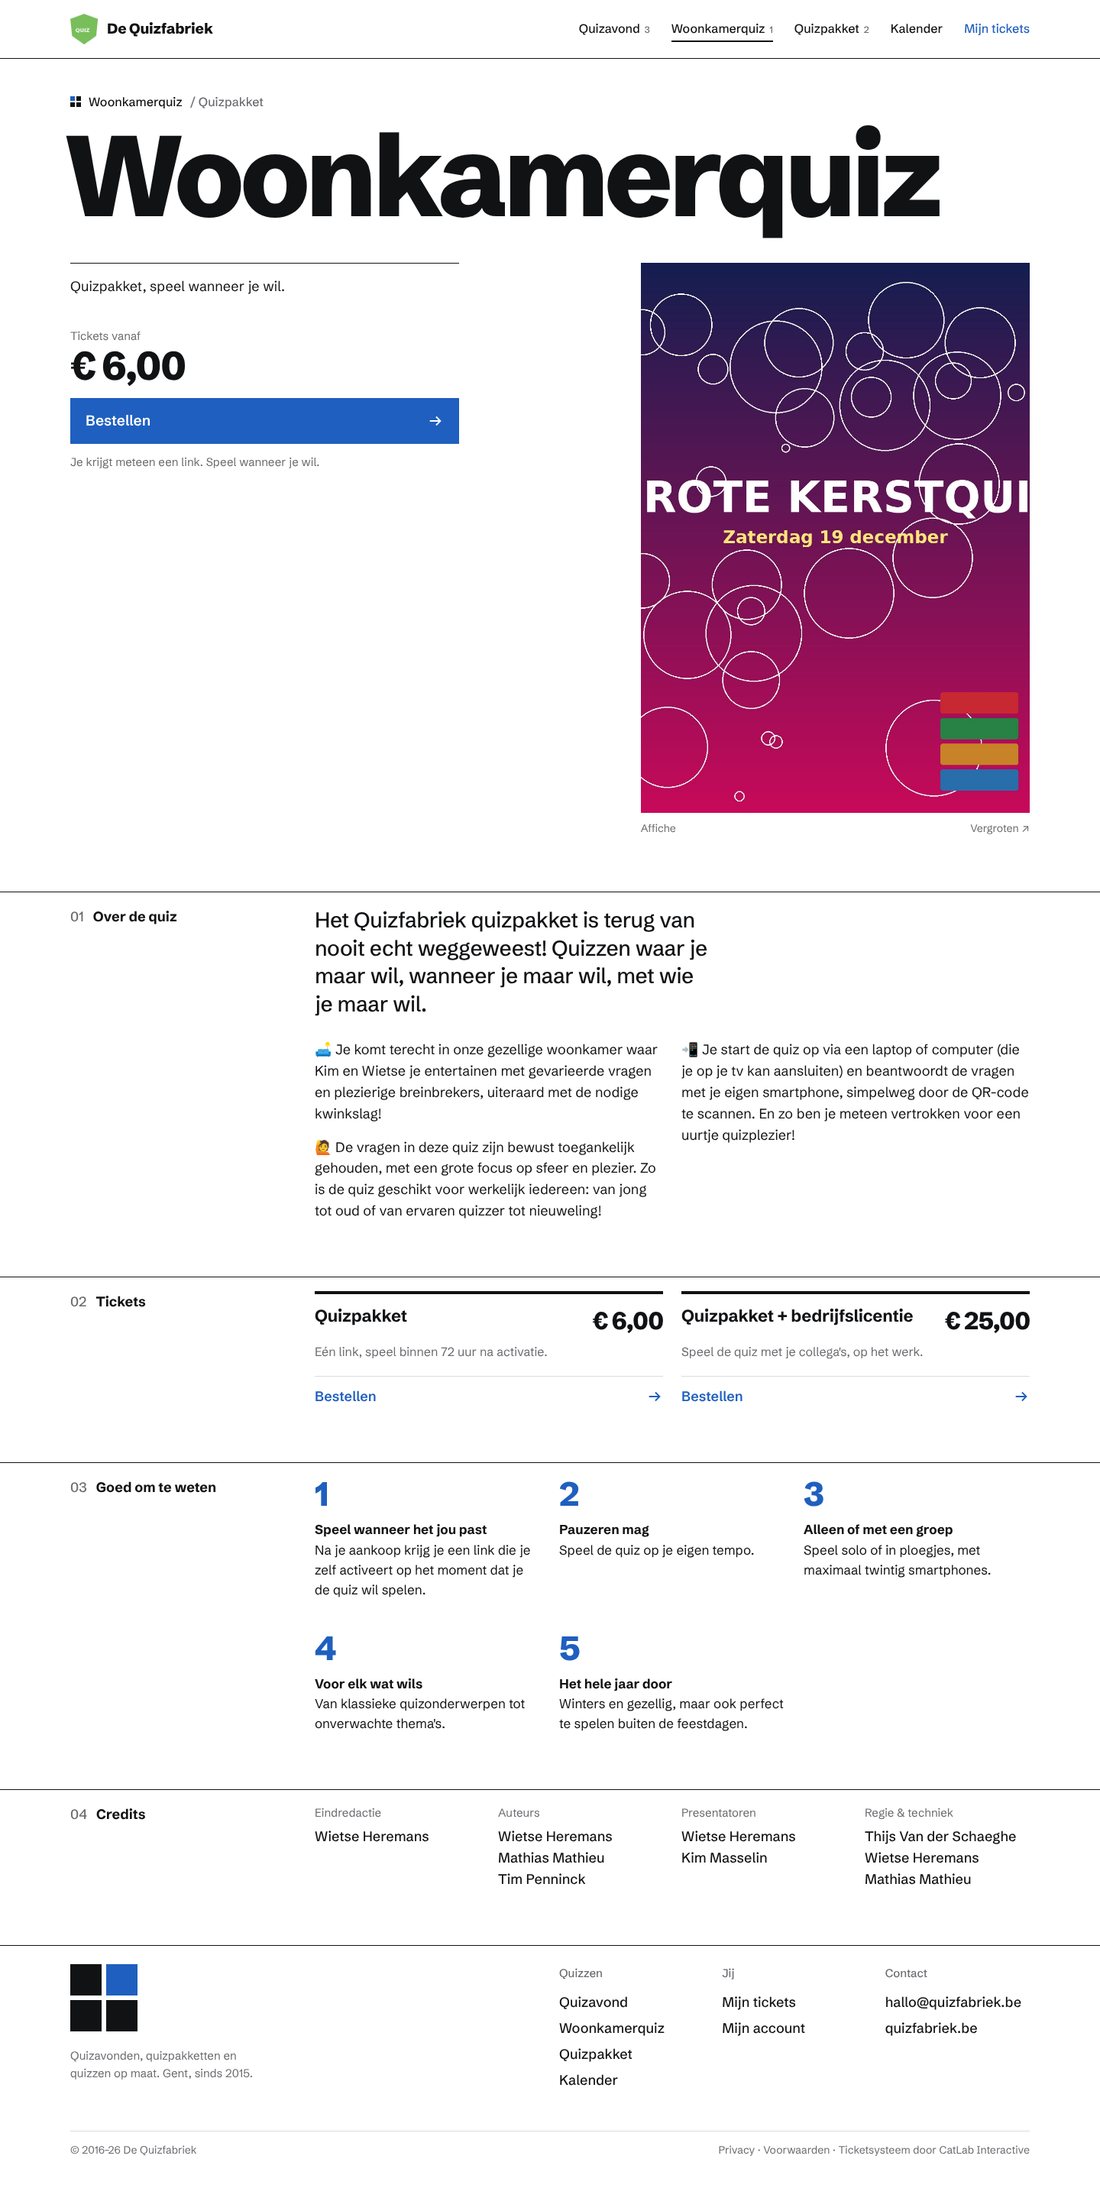 QUIZ
De Quizfabriek
Quizavond 3
Woonkamerquiz 1
Quizpakket 2
Kalender
Mijn tickets
Woonkamerquiz / Quizpakket
Woonkamerquiz
Quizpakket, speel wanneer je wil.
Tickets vanaf
€ 6,00
Bestellen →
Je krijgt meteen een link. Speel wanneer je wil.
ROTE KERSTQUI
Zaterdag 19 december
Affiche
Vergroten ↗
01 Over de quiz
Het Quizfabriek quizpakket is terug van
nooit echt weggeweest! Quizzen waar je
maar wil, wanneer je maar wil, met wie
je maar wil.
🛋️ Je komt terecht in onze gezellige woonkamer waar
Kim en Wietse je entertainen met gevarieerde vragen
en plezierige breinbrekers, uiteraard met de nodige
kwinkslag!
🙋 De vragen in deze quiz zijn bewust toegankelijk
gehouden, met een grote focus op sfeer en plezier. Zo
is de quiz geschikt voor werkelijk iedereen: van jong
tot oud of van ervaren quizzer tot nieuweling!
📲 Je start de quiz op via een laptop of computer (die
je op je tv kan aansluiten) en beantwoordt de vragen
met je eigen smartphone, simpelweg door de QR-code
te scannen. En zo ben je meteen vertrokken voor een
uurtje quizplezier!
02 Tickets
Quizpakket
€ 6,00
Eén link, speel binnen 72 uur na activatie.
Bestellen →
Quizpakket + bedrijfslicentie
€ 25,00
Speel de quiz met je collega's, op het werk.
Bestellen →
03 Goed om te weten
1
Speel wanneer het jou past
Na je aankoop krijg je een link die je
zelf activeert op het moment dat je
de quiz wil spelen.
2
Pauzeren mag
Speel de quiz op je eigen tempo.
3
Alleen of met een groep
Speel solo of in ploegjes, met
maximaal twintig smartphones.
4
Voor elk wat wils
Van klassieke quizonderwerpen tot
onverwachte thema's.
5
Het hele jaar door
Winters en gezellig, maar ook perfect
te spelen buiten de feestdagen.
04 Credits
Eindredactie
Wietse Heremans
Auteurs
Wietse Heremans
Mathias Mathieu
Tim Penninck
Presentatoren
Wietse Heremans
Kim Masselin
Regie & techniek
Thijs Van der Schaeghe
Wietse Heremans
Mathias Mathieu
Quizavonden, quizpakketten en
quizzen op maat. Gent, sinds 2015.
Quizzen
Quizavond
Woonkamerquiz
Quizpakket
Kalender
Jij
Mijn tickets
Mijn account
Contact
hallo@quizfabriek.be
quizfabriek.be
© 2016-26 De Quizfabriek
Privacy · Voorwaarden · Ticketsysteem door CatLab Interactive